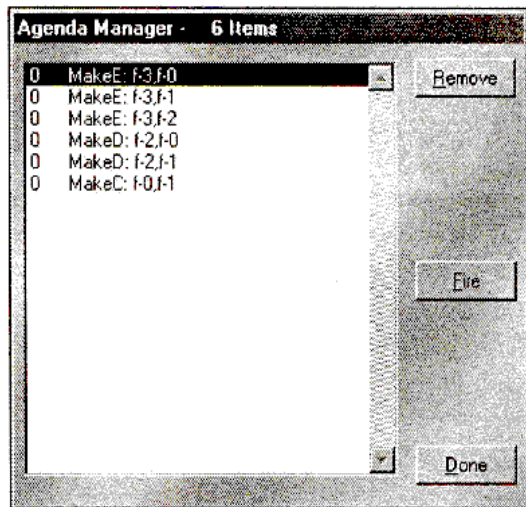 Agenda Manager - 6 Items
0 MakeE: f-3,f-0
0 MakeE: f-3,f-1
0 MakeE: f-3,f-2
0 MakeD: f-2,f-0
0 MakeD: f-2,f-1
0 MakeC: f-0,f-1
Remove
Fire
Done